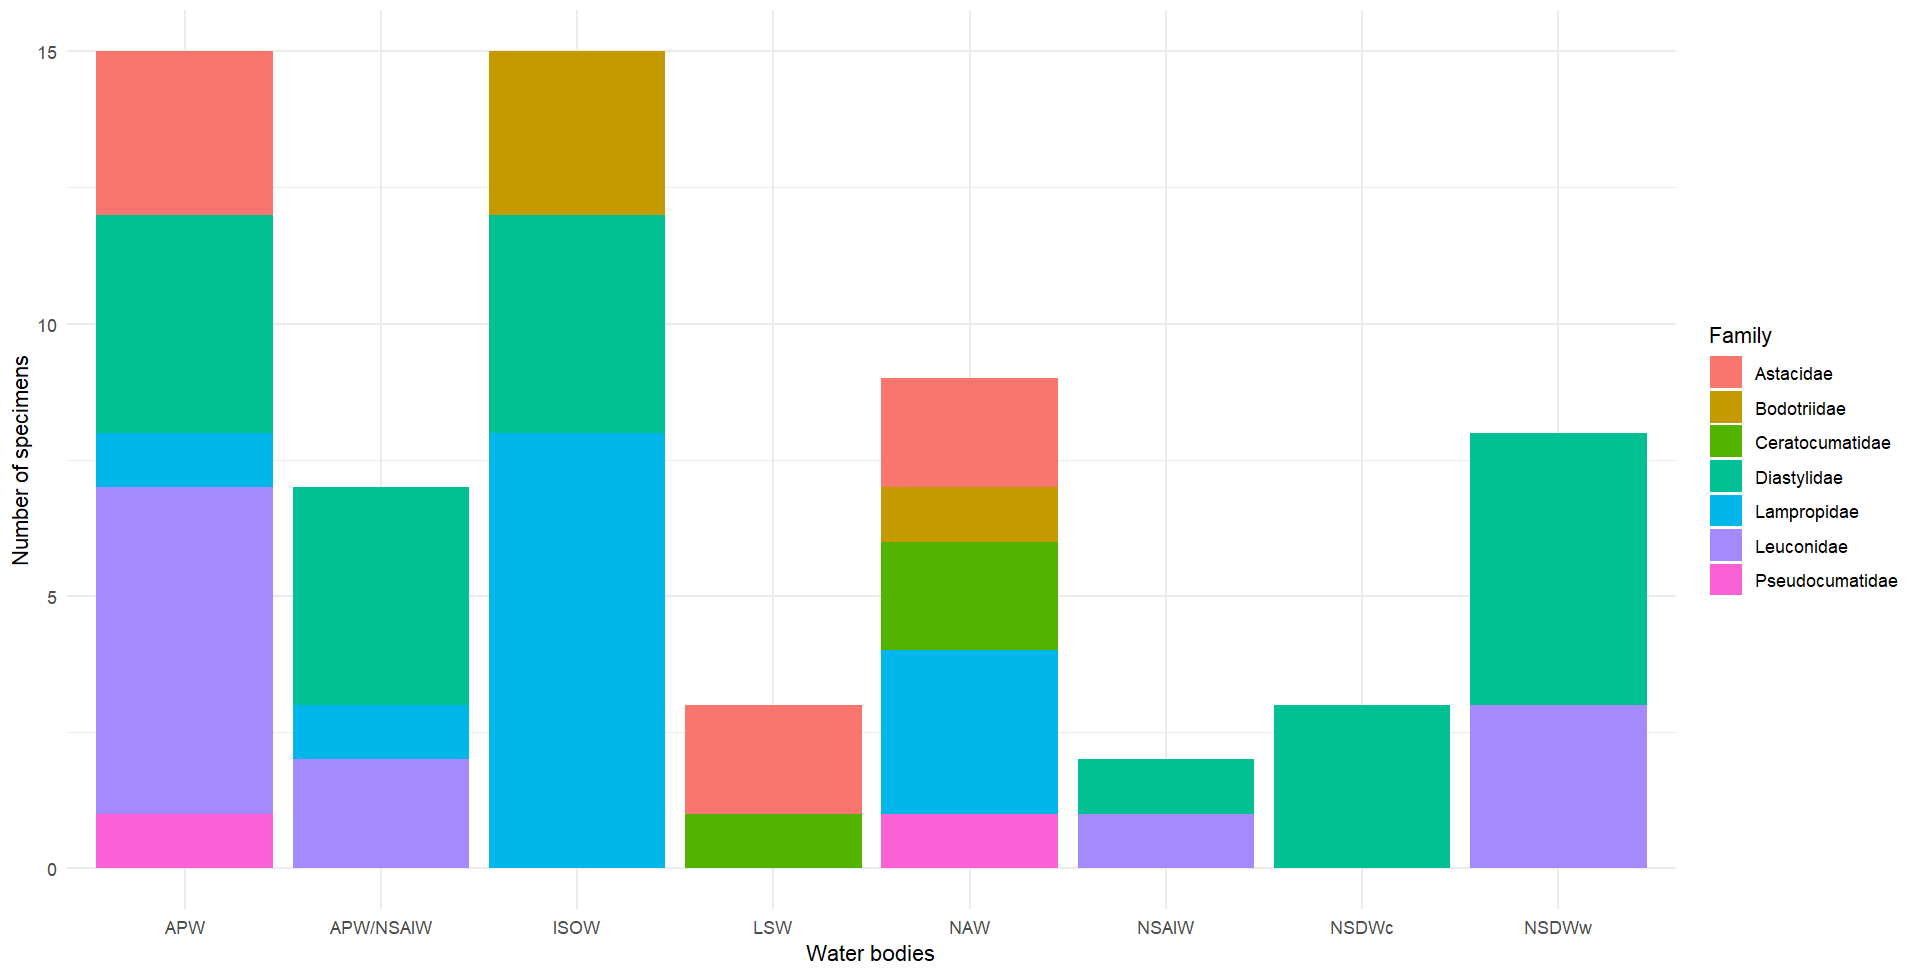 15
10
5
0
Number of specimens
APW
APW/NSAIW
ISOW
LSW
NAW
NSAIW
NSDWc
NSDWw
Water bodies
Family
Astacidae
Bodotriidae
Ceratocumatidae
Diastylidae
Lampropidae
Leuconidae
Pseudocumatidae